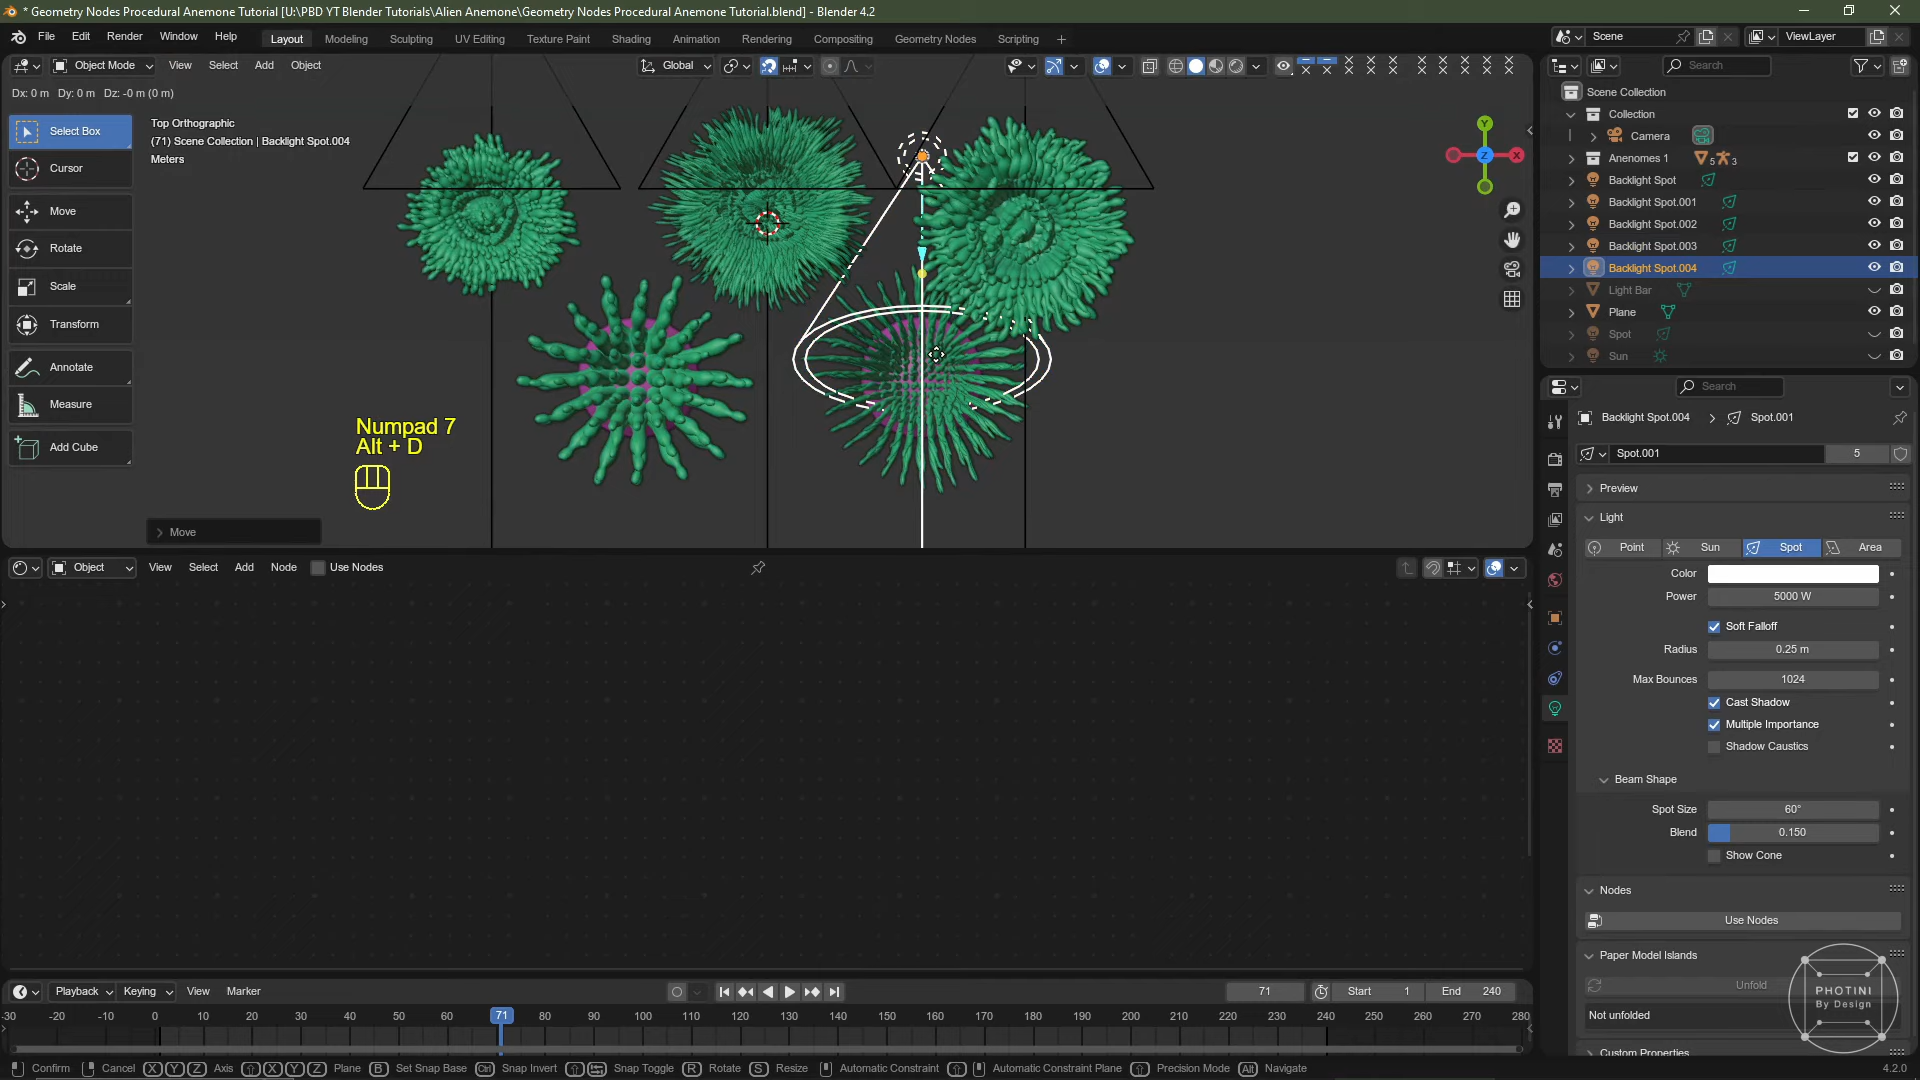 * Geometry Nodes Procedural Anemone Tutorial [U:\PBD YT Blender Tutorials\Alien Anemone\Geometry Nodes Procedural Anemone Tutorial.blend] - Blender 4.2
File Edit Render Window Help
Layout Modeling Sculpting UV Editing Texture Paint Shading Animation Rendering Compositing Geometry Nodes Scripting +
Scene
ViewLayer
Object Mode View Select Add Object
Global
Search
Dx: 0 m Dy: 0 m Dz: -0 m (0 m)
Top Orthographic
(71) Scene Collection | Backlight Spot.004
Meters
Select Box
Cursor
Move
Rotate
Scale
Transform
Annotate
Measure
Add Cube
Y
X
Z
Numpad 7
Alt + D
Move
Scene Collection
Collection
Camera
Anenomes 1 5 3
Backlight Spot
Backlight Spot.001
Backlight Spot.002
Backlight Spot.003
Backlight Spot.004
Light Bar
Plane
Spot
Sun
Search
Backlight Spot.004 > Spot.001
Spot.001 5
Preview
Light
Point Sun Spot Area
Color
Power 5000 W
Soft Falloff
Radius 0.25 m
Max Bounces 1024
Cast Shadow
Multiple Importance
Shadow Caustics
Beam Shape
Spot Size 60°
Blend 0.150
Show Cone
Nodes
Use Nodes
Paper Model Islands
Unfold
Not unfolded
Custom Properties
PHOTINI
By Design
Object View Select Add Node Use Nodes
Playback Keying View Marker
71 Start 1 End 240
-30 -20 -10 0 10 20 30 40 50 60 71 80 90 100 110 120 130 140 150 160 170 180 190 200 210 220 230 240 250 260 270 280
Confirm Cancel X Y Z Axis X Y Z Plane B Set Snap Base Ctrl Snap Invert Snap Toggle R Rotate S Resize Automatic Constraint Automatic Constraint Plane Precision Mode Alt Navigate
4.2.0